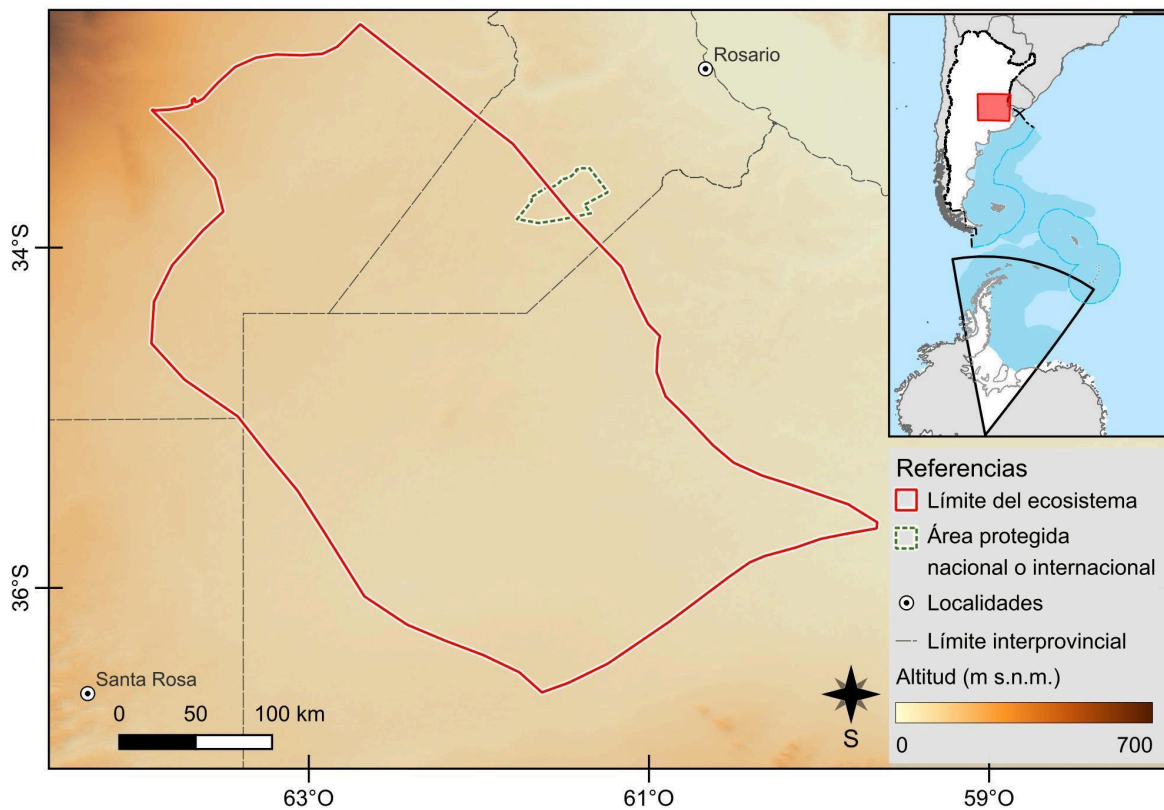 Rosario
34°S
36°S
Santa Rosa
0 50 100 km
S
63°O 61°O 59°O
Referencias
Límite del ecosistema
Área protegida
nacional o internacional
Localidades
Límite interprovincial
Altitud (m s.n.m.)
0 700